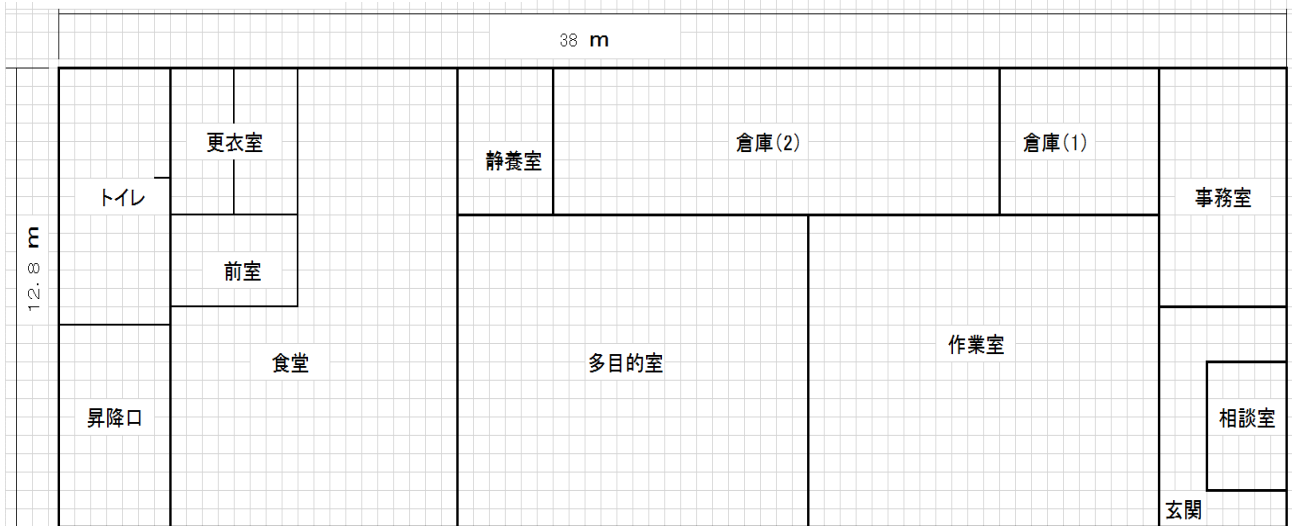 38 m
12.8 m
更衣室
倉庫(2)
倉庫(1)
静養室
トイレ
事務室
前室
作業室
食堂
多目的室
昇降口
相談室
玄関